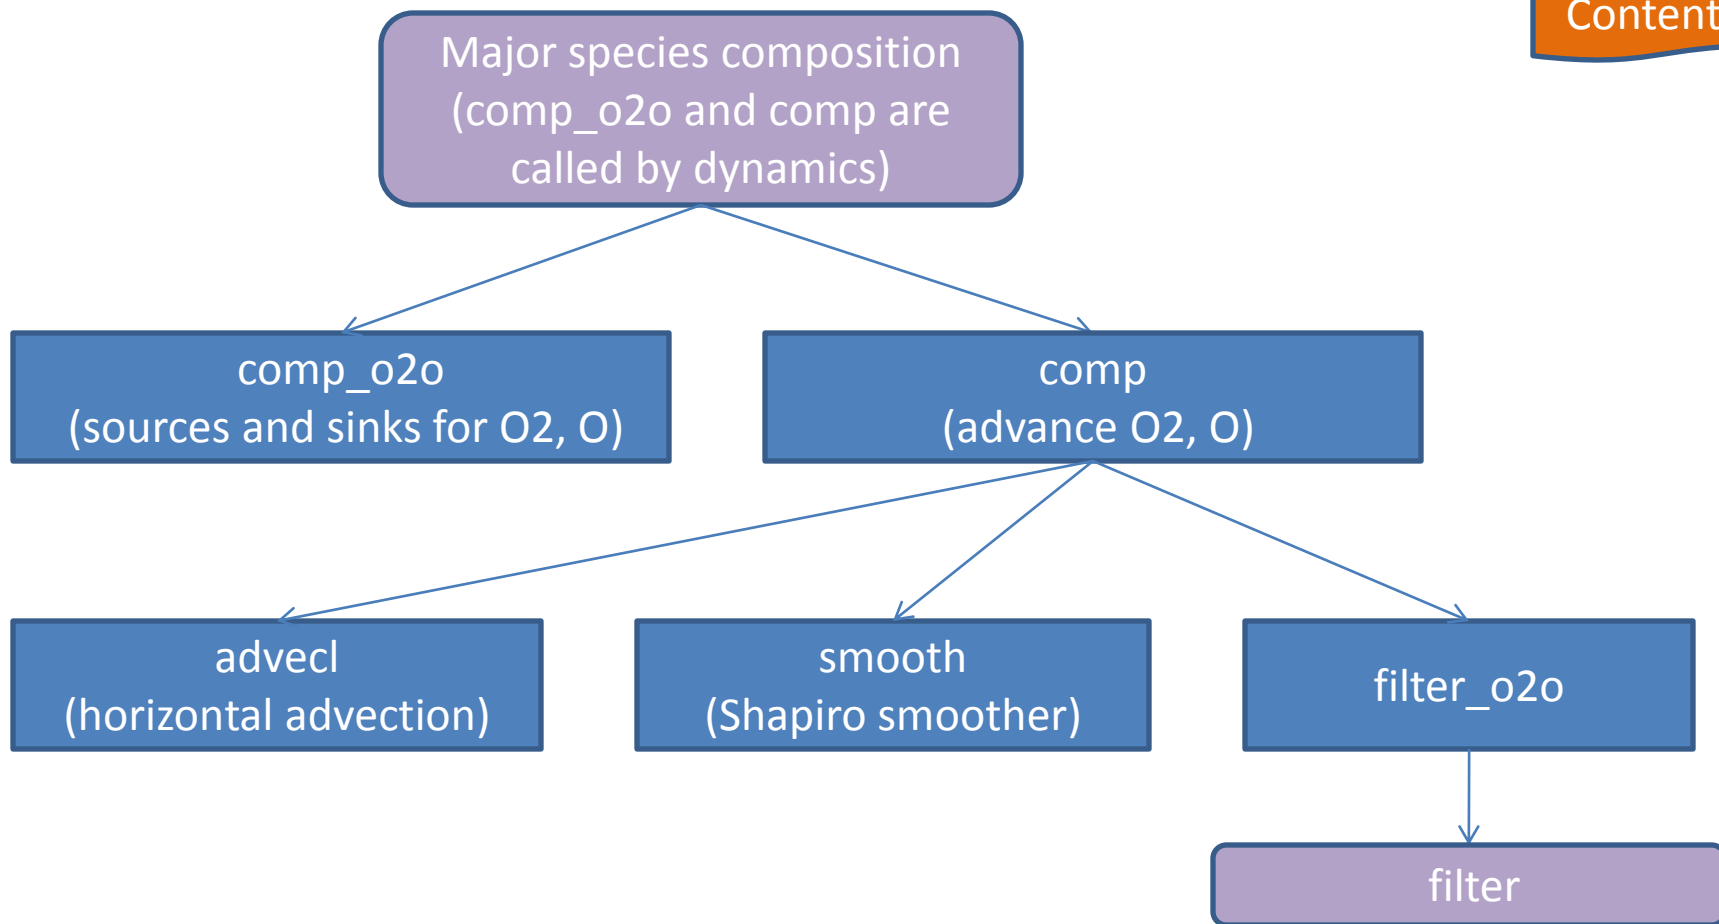 Content
Major species composition
(comp_o2o and comp are
called by dynamics)
comp_o2o
(sources and sinks for O2, O)
comp
(advance O2, O)
advecl
(horizontal advection)
smooth
(Shapiro smoother)
filter_o2o
filter